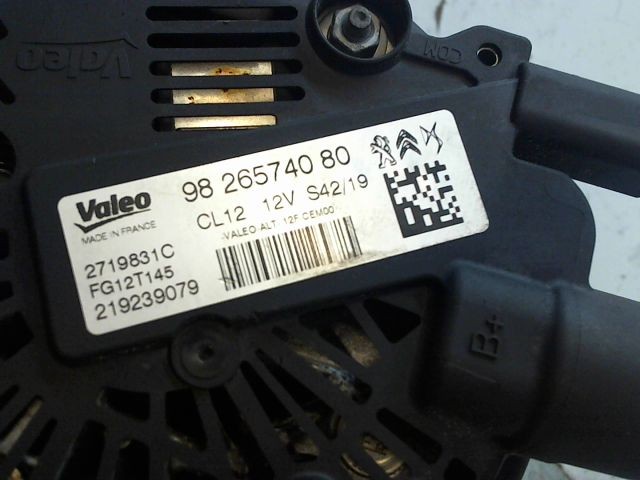 Valeo
COM
Valeo
98 265740 80
MADE IN FRANCE
CL12 12V S42/19
VALEO ALT. 12F CEM00
2719831C
FG12T145
219239079
B+